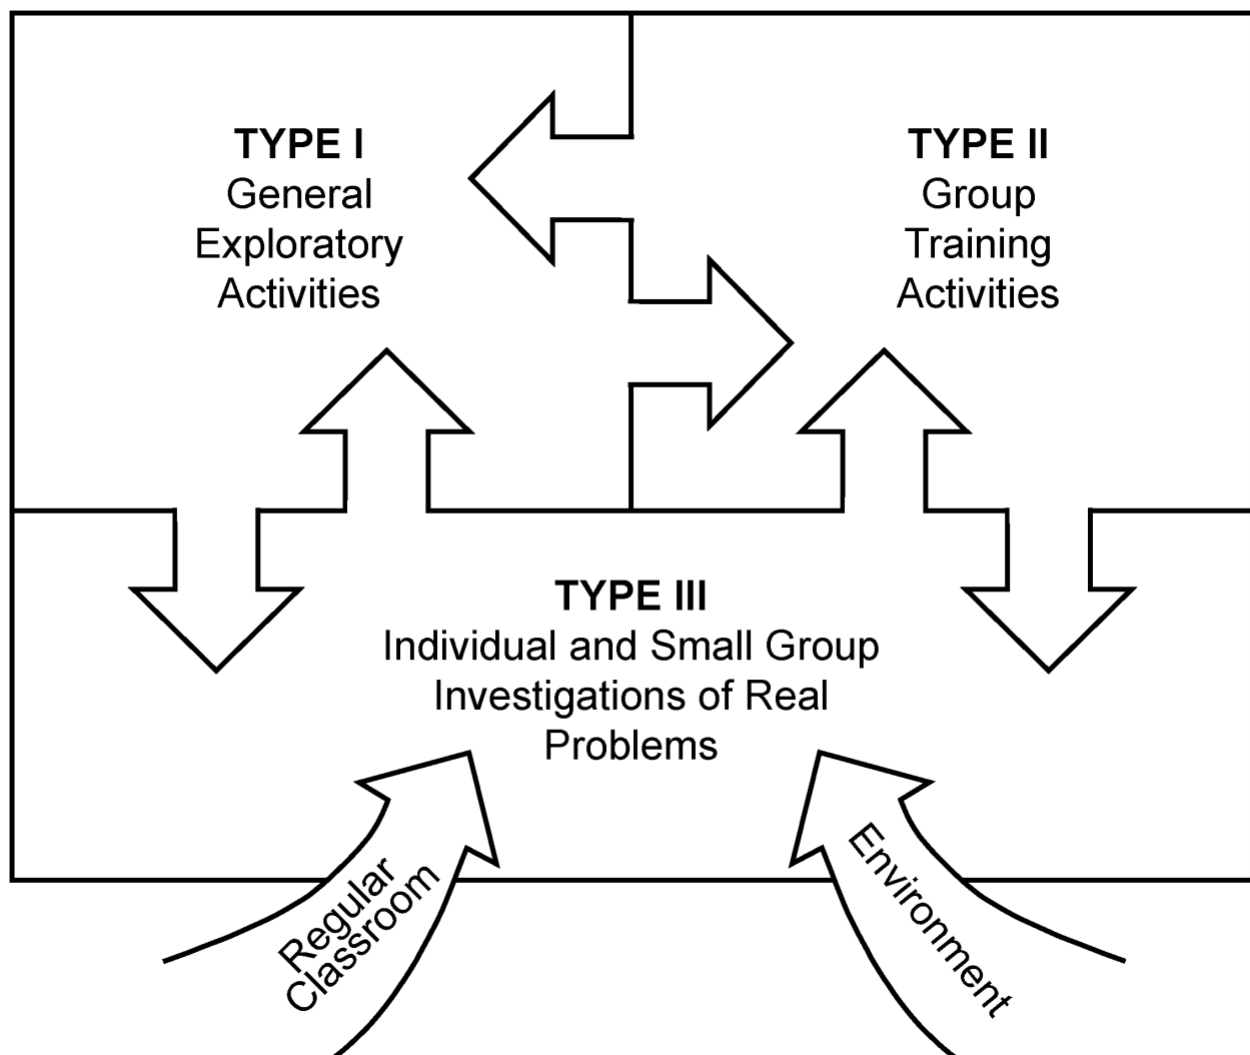 TYPE I
General
Exploratory
Activities
TYPE II
Group
Training
Activities
TYPE III
Individual and Small Group
Investigations of Real
Problems
Regular
Classroom
Environment